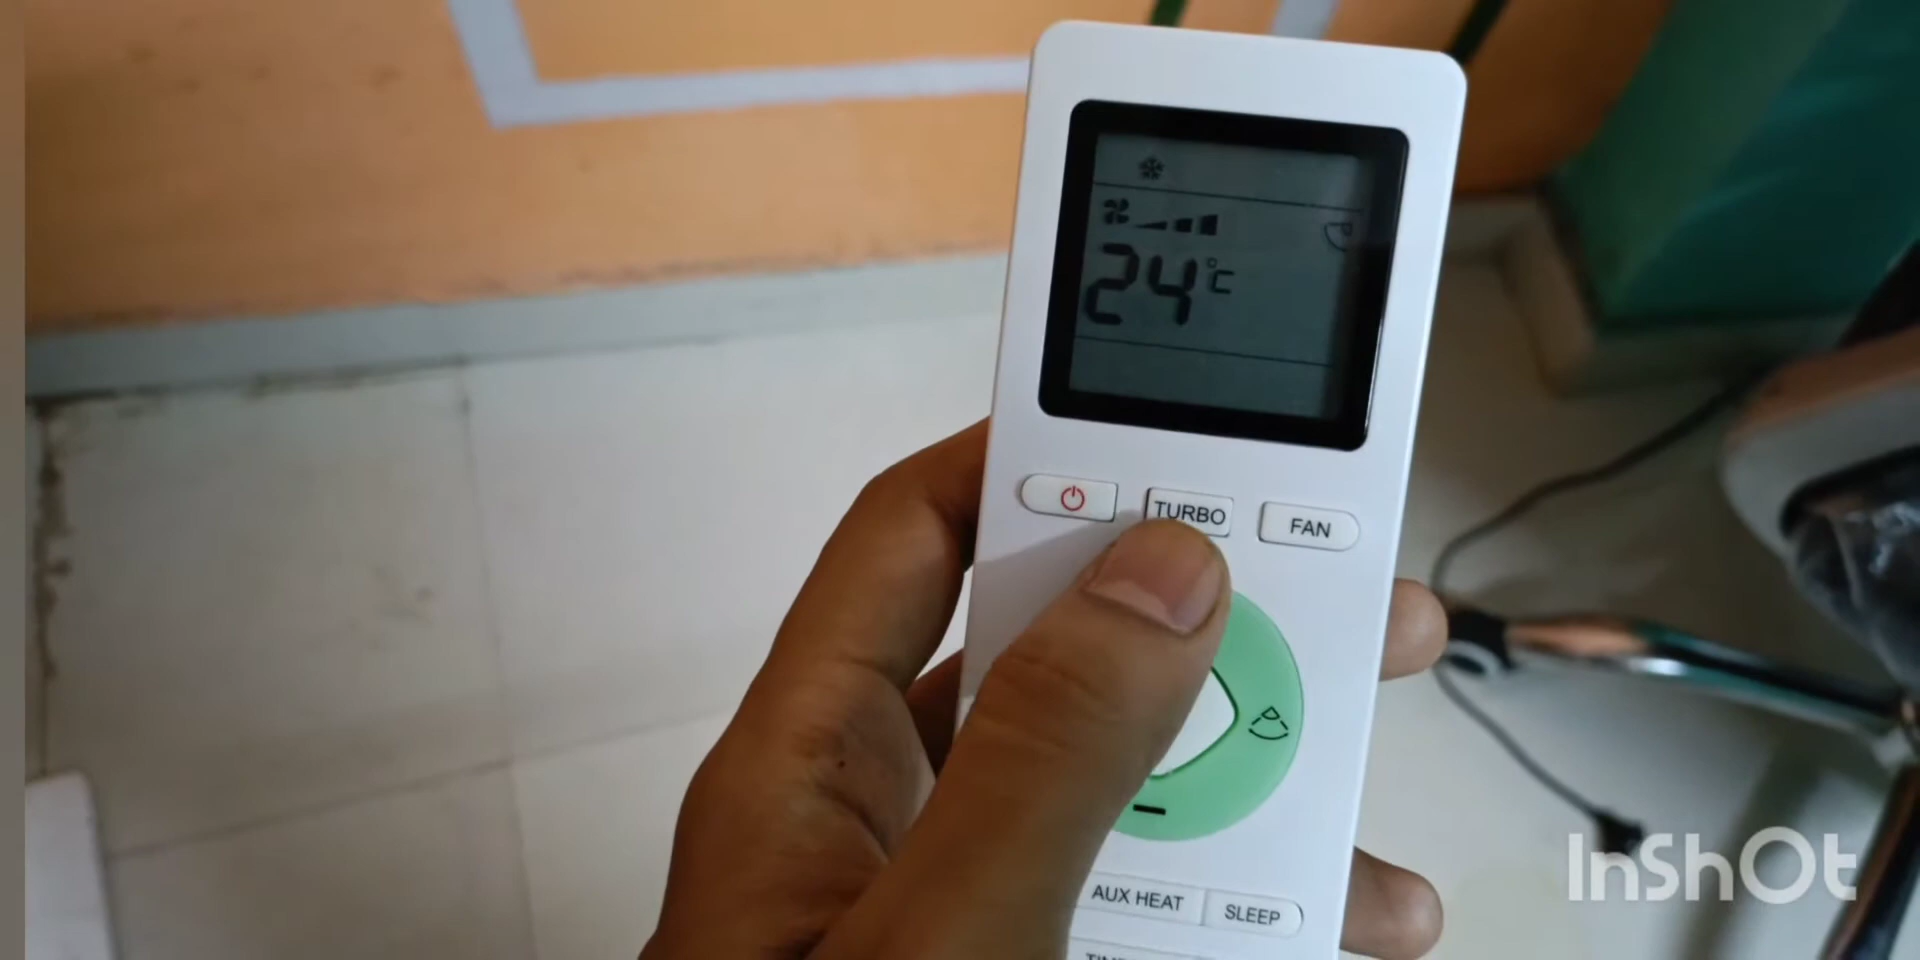 24°C
TURBO
FAN
–
AUX HEAT
SLEEP
InShOt